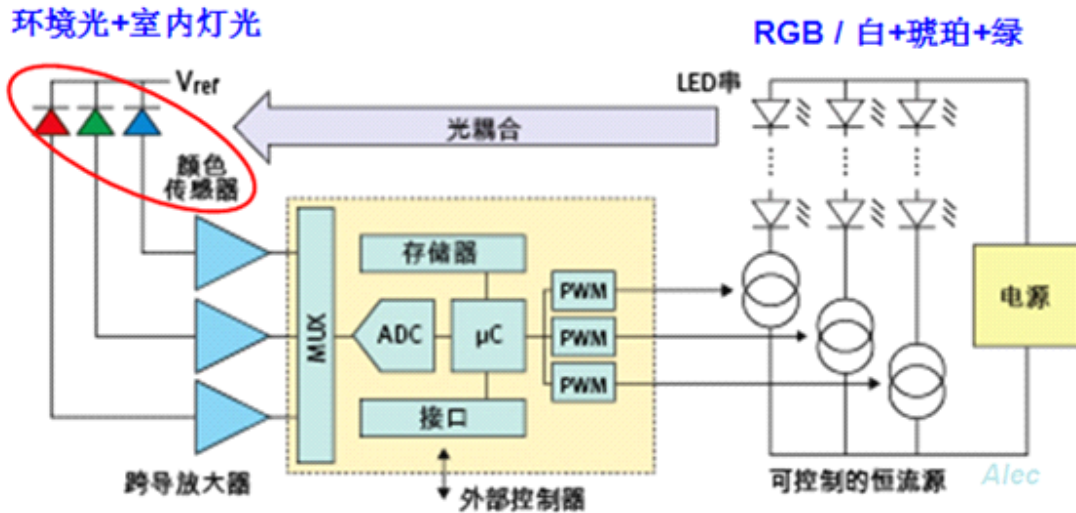 环境光+室内灯光
RGB / 白+琥珀+绿
Vref
LED串
光耦合
颜色
传感器
存储器
MUX
ADC
μC
PWM
PWM
PWM
电源
接口
跨导放大器
外部控制器
可控制的恒流源
Alec